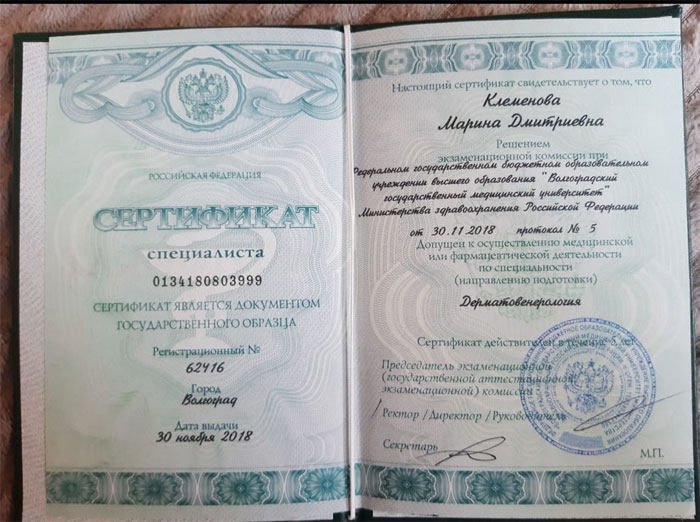 РОССИЙСКАЯ ФЕДЕРАЦИЯ
СЕРТИФИКАТ
специалиста
0134180803999
СЕРТИФИКАТ ЯВЛЯЕТСЯ ДОКУМЕНТОМ
ГОСУДАРСТВЕННОГО ОБРАЗЦА
Регистрационный №
62416
Город
Волгоград
Дата выдачи
30 ноября 2018
Настоящий сертификат свидетельствует о том, что
Клеменова
Марина Дмитриевна
Решением
экзаменационной комиссии при
Федеральном государственном бюджетном образовательном
учреждении высшего образования "Волгоградский
государственный медицинский университет"
Министерства здравоохранения Российской Федерации
от 30.11.2018 протокол № 5
Допущен к осуществлению медицинской
или фармацевтической деятельности
по специальности
(направлению подготовки)
Дерматовенерология
Сертификат действителен в течение 5 лет
Председатель экзаменационной
(государственной аттестационной,
экзаменационной) комиссии
Ректор /Директор /Руководитель
Секретарь
М.П.